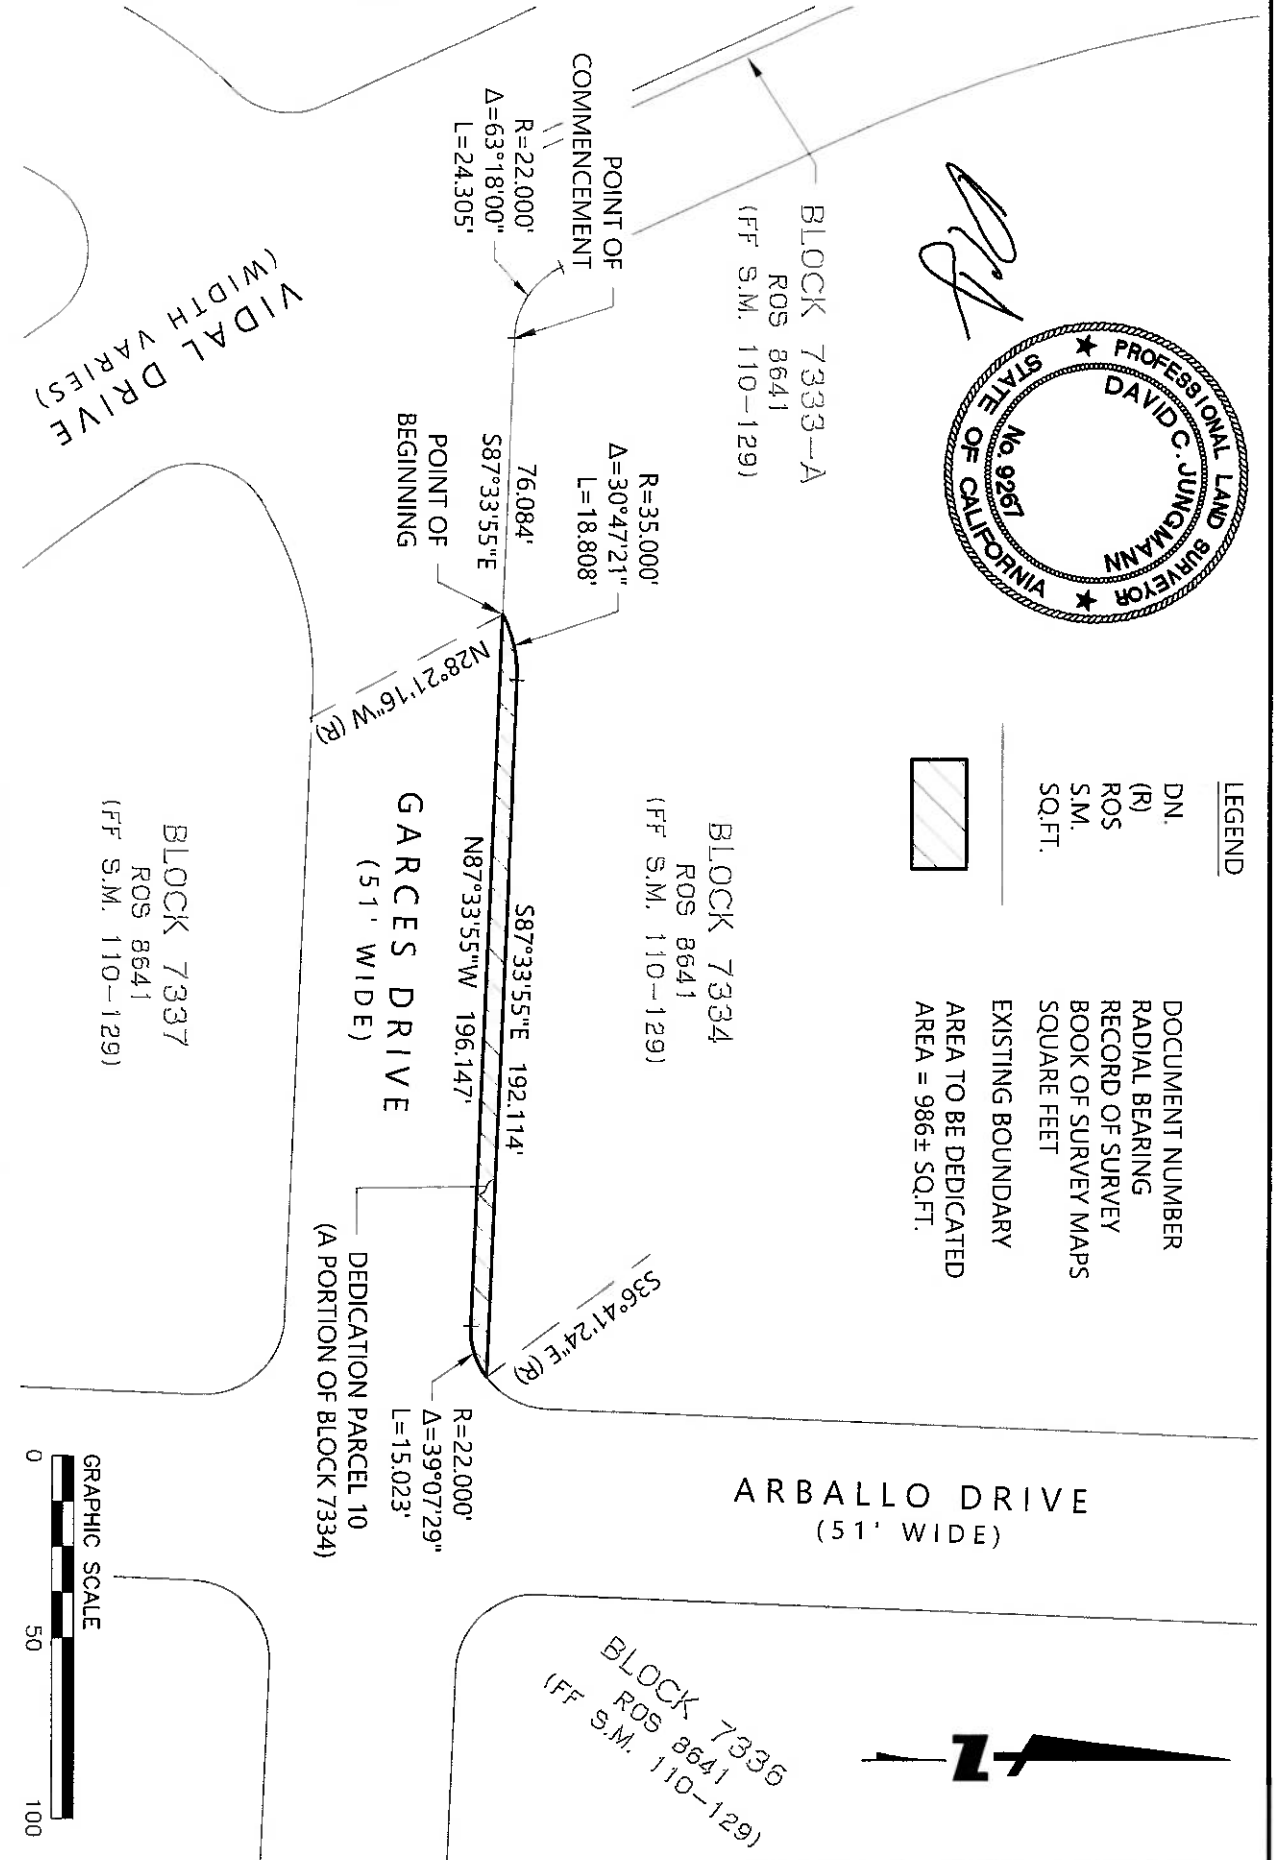 LEGEND
DN. DOCUMENT NUMBER
(R) RADIAL BEARING
ROS RECORD OF SURVEY
S.M. BOOK OF SURVEY MAPS
SQ.FT. SQUARE FEET
EXISTING BOUNDARY
AREA TO BE DEDICATED
AREA = 986± SQ.FT.
PROFESSIONAL LAND SURVEYOR
DAVID C. JUNGMANN
No. 9267
STATE OF CALIFORNIA
BLOCK 7333-A
ROS 8641
(FF S.M. 110-129)
POINT OF
COMMENCEMENT
R=22.000'
Δ=63°18'00"
L=24.305'
R=35.000'
Δ=30°47'21"
L=18.808'
76.084'
S87°33'55"E
POINT OF
BEGINNING
N28°21'16"W (R)
BLOCK 7334
ROS 8641
(FF S.M. 110-129)
S87°33'55"E 192.114'
N87°33'55"W 196.147'
GARCES DRIVE
(51' WIDE)
S36°41'24"E (R)
R=22.000'
Δ=39°07'29"
L=15.023'
DEDICATION PARCEL 10
(A PORTION OF BLOCK 7334)
VIDAL DRIVE
(WIDTH VARIES)
BLOCK 7337
ROS 8641
(FF S.M. 110-129)
ARBALLO DRIVE
(51' WIDE)
BLOCK 7336
ROS 8641
(FF S.M. 110-129)
Z
GRAPHIC SCALE
0 50 100